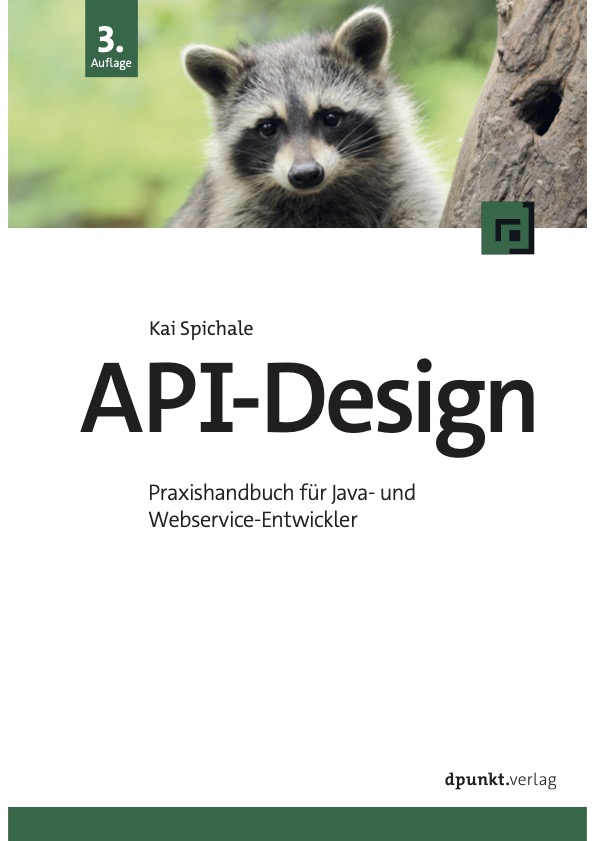 3.
Auflage
Kai Spichale
API-Design
Praxishandbuch für Java- und
Webservice-Entwickler
dpunkt.verlag